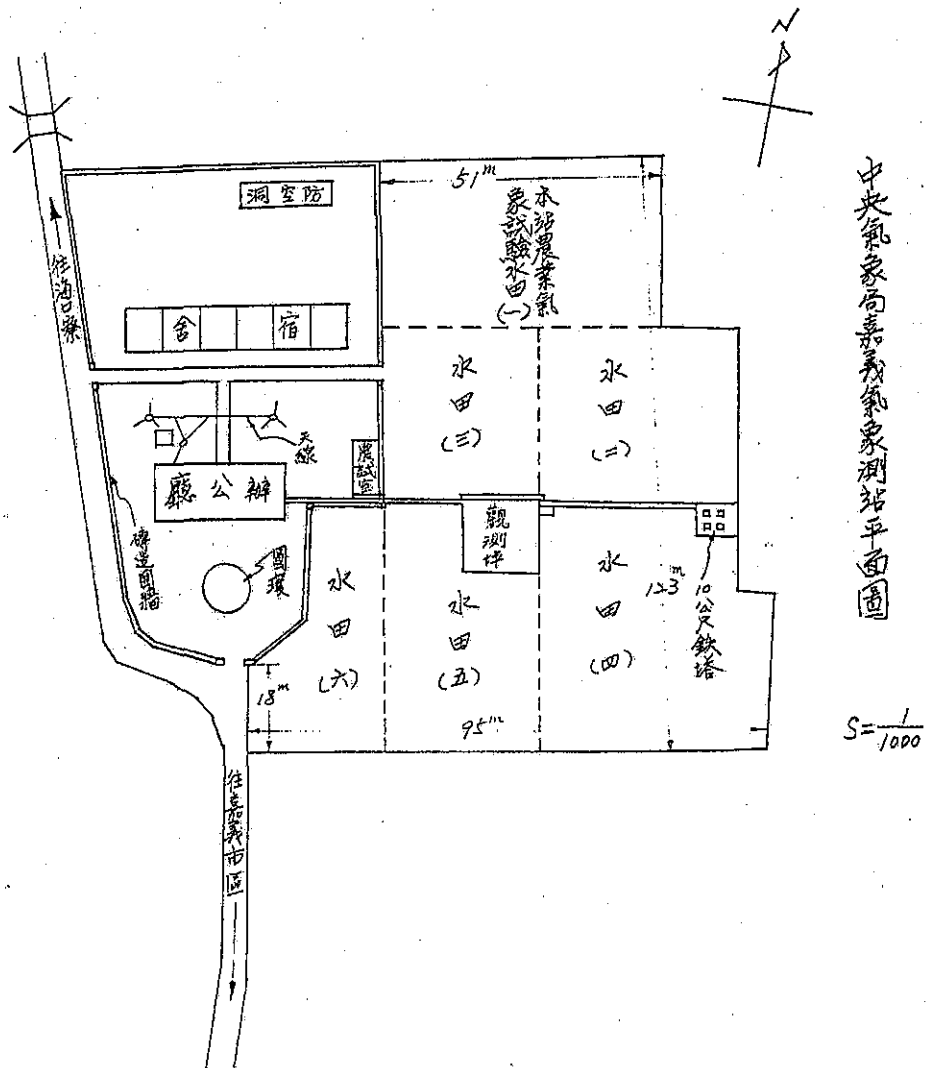 中央氣象局嘉義氣象測站平面圖
S=1/1000
N
51m
本站農業氣
象試驗水田(一)
洞空防
舍 宿
往海口寮
水田(三)
水田(二)
天線
農試室
廳公辦
觀測坪
磚造圍牆
圓環
水田(六)
水田(五)
水田(四)
123m
10公尺鉄塔
18m
95m
往嘉義市區